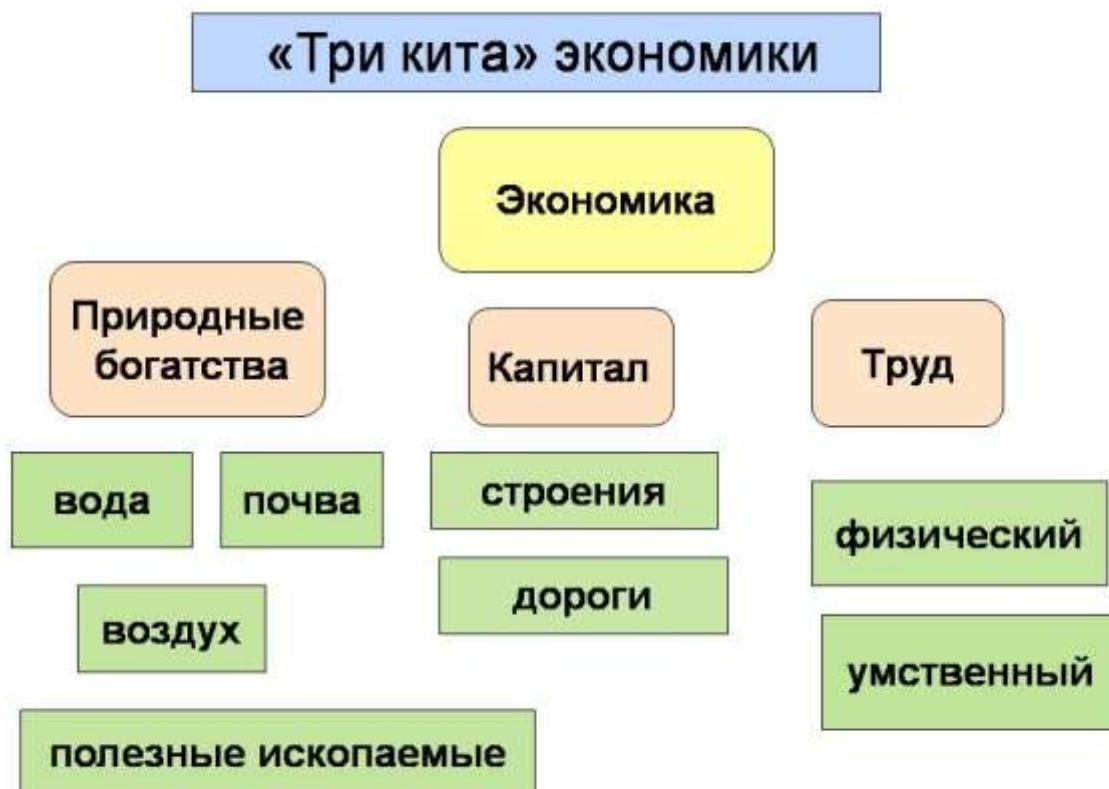 «Три кита» экономики
Экономика
Природные
богатства
Капитал
Труд
вода
почва
воздух
полезные ископаемые
строения
дороги
физический
умственный